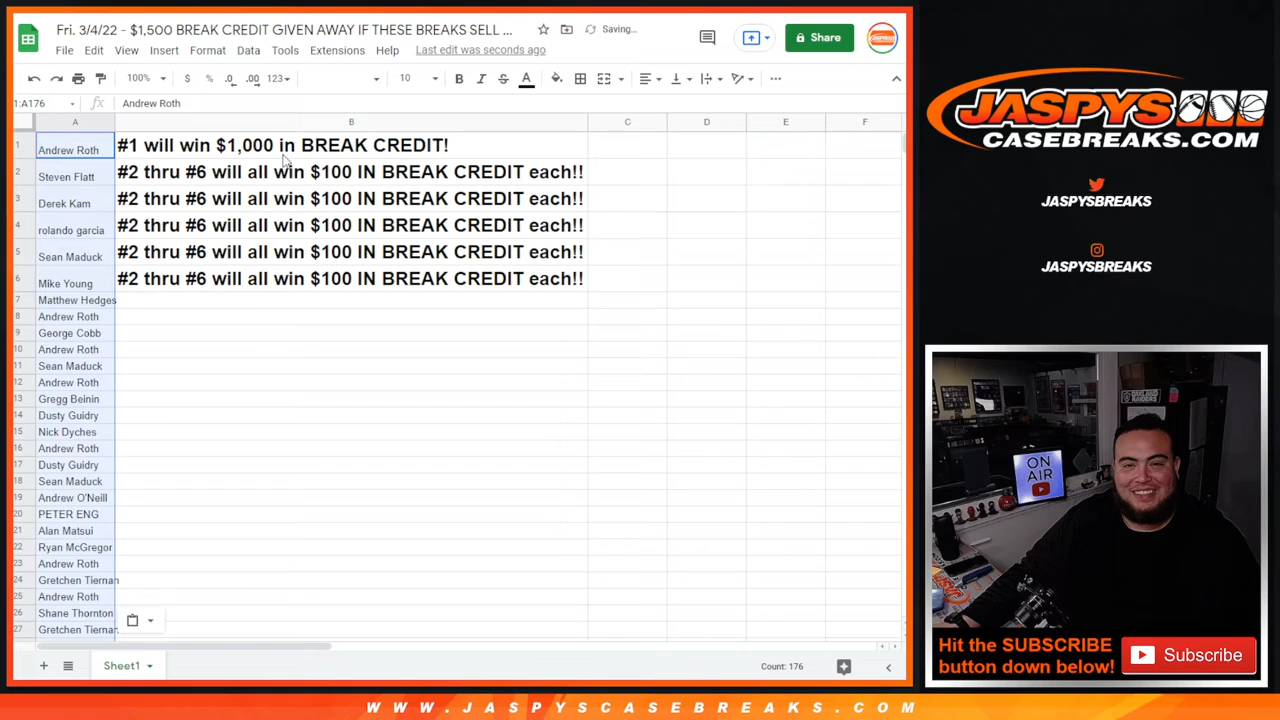 Fri. 3/4/22 - $1,500 BREAK CREDIT GIVEN AWAY IF THESE BREAKS SELL ...
Saving...
File Edit View Insert Format Data Tools Extensions Help Last edit was seconds ago
Share
100% $ % .0 .00 123 10 B I S A
1:A176 fx Andrew Roth
A B C D E F
1 Andrew Roth #1 will win $1,000 in BREAK CREDIT!
2 Steven Flatt #2 thru #6 will all win $100 IN BREAK CREDIT each!!
3 Derek Kam #2 thru #6 will all win $100 IN BREAK CREDIT each!!
4 rolando garcia #2 thru #6 will all win $100 IN BREAK CREDIT each!!
5 Sean Maduck #2 thru #6 will all win $100 IN BREAK CREDIT each!!
6 Mike Young #2 thru #6 will all win $100 IN BREAK CREDIT each!!
7 Matthew Hedges
8 Andrew Roth
9 George Cobb
10 Andrew Roth
11 Sean Maduck
12 Andrew Roth
13 Gregg Beinin
14 Dusty Guidry
15 Nick Dyches
16 Andrew Roth
17 Dusty Guidry
18 Sean Maduck
19 Andrew O'Neill
20 PETER ENG
21 Alan Matsui
22 Ryan McGregor
23 Andrew Roth
24 Gretchen Tiernan
25 Andrew Roth
26 Shane Thornton
27 Gretchen Tiernan
Sheet1
Count: 176
JASPYS
CASEBREAKS.COM
JASPYSBREAKS
JASPYSBREAKS
ON
AIR
Hit the SUBSCRIBE
button down below!
Subscribe
WWW.JASPYSCASEBREAKS.COM